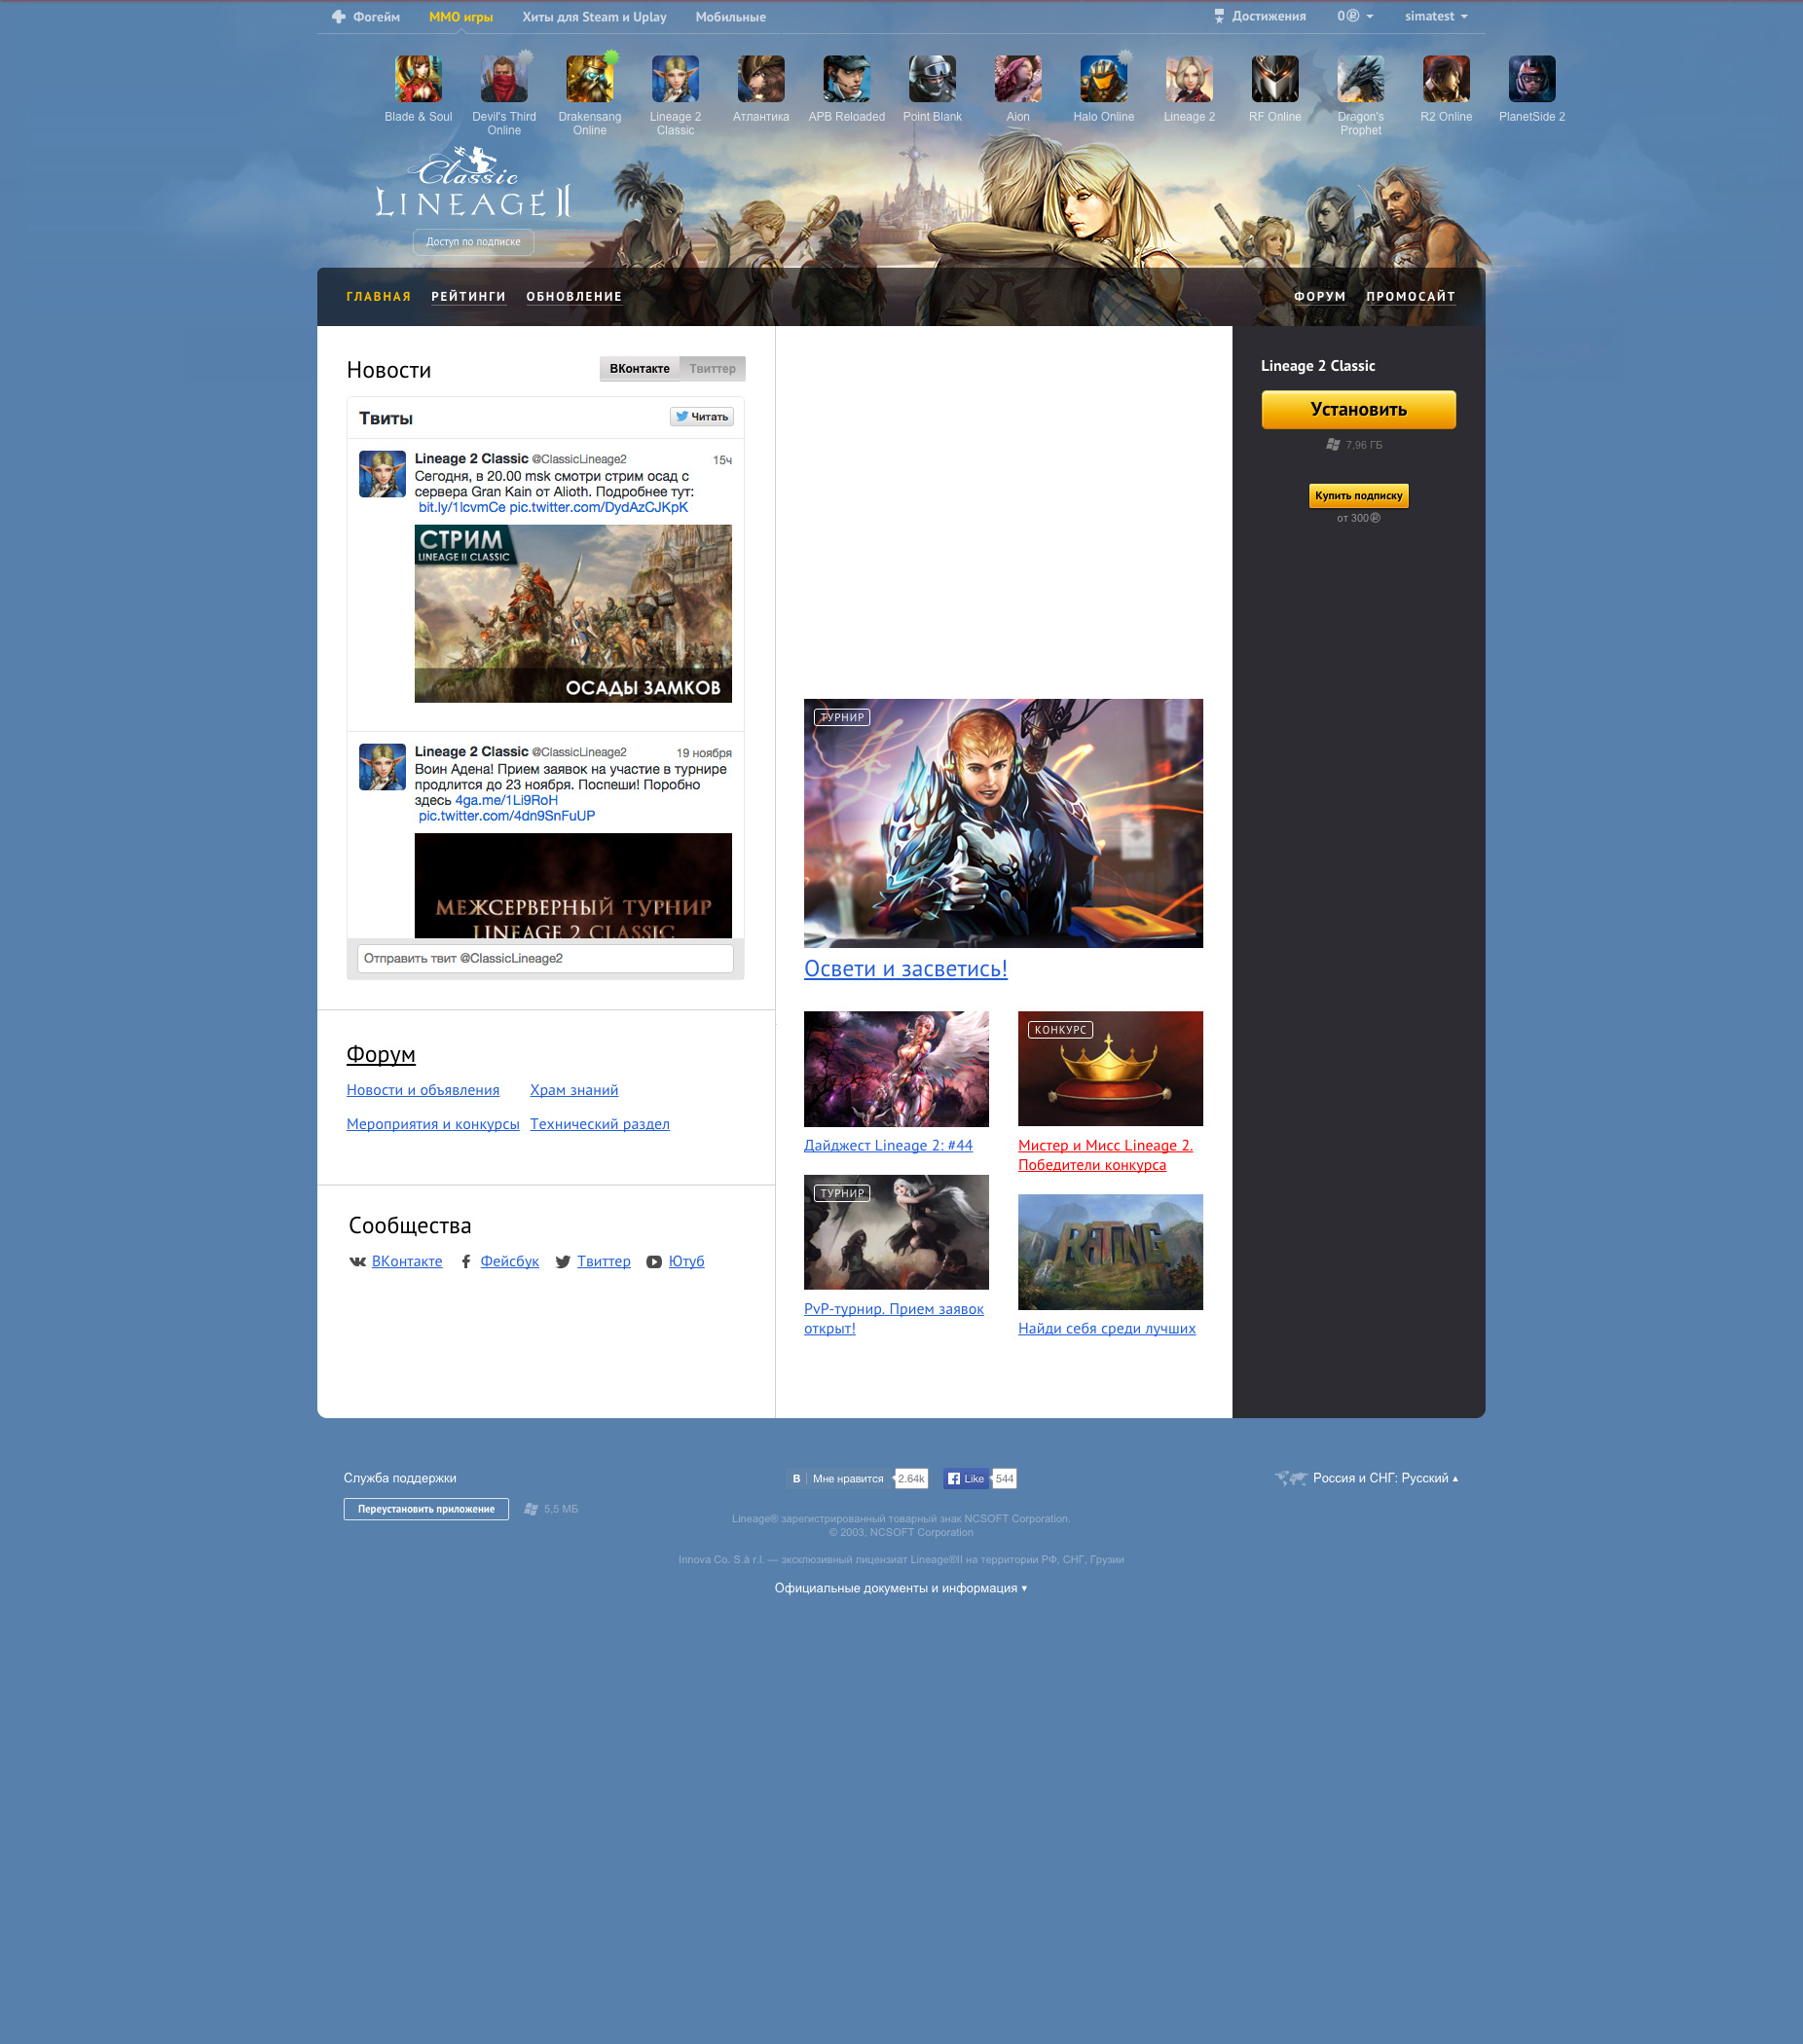 Фогейм
ММО игры
Хиты для Steam и Uplay
Мобильные
Достижения
0
simatest
Blade & Soul
Devil's Third
Online
Drakensang
Online
Lineage 2
Classic
Атлантика
APB Reloaded
Point Blank
Aion
Halo Online
Lineage 2
RF Online
Dragon's
Prophet
R2 Online
PlanetSide 2
Classic
LINEAGE II
Доступ по подписке
ГЛАВНАЯ
РЕЙТИНГИ
ОБНОВЛЕНИЕ
ФОРУМ
ПРОМОСАЙТ
Новости
ВКонтакте
Твиттер
Твиты
Читать
Lineage 2 Classic @ClassicLineage2
15ч
Сегодня, в 20.00 msk смотри стрим осад с
сервера Gran Kain от Alioth. Подробнее тут:
bit.ly/1lcvmCe pic.twitter.com/DydAzCJKpK
СТРИМ
LINEAGE II CLASSIC
ОСАДЫ ЗАМКОВ
Lineage 2 Classic @ClassicLineage2
19 ноября
Воин Адена! Прием заявок на участие в турнире
продлится до 23 ноября. Поспеши! Поробно
здесь 4ga.me/1Li9RoH
pic.twitter.com/4dn9SnFuUP
МЕЖСЕРВЕРНЫЙ ТУРНИР
LINEAGE 2 CLASSIC
Отправить твит @ClassicLineage2
Форум
Новости и объявления
Храм знаний
Мероприятия и конкурсы
Технический раздел
Сообщества
ВКонтакте
Фейсбук
Твиттер
Ютуб
ТУРНИР
Освети и засветись!
Дайджест Lineage 2: #44
КОНКУРС
Мистер и Мисс Lineage 2.
Победители конкурса
ТУРНИР
PvP-турнир. Прием заявок
открыт!
RATING
Найди себя среди лучших
Lineage 2 Classic
Установить
7,96 ГБ
Купить подписку
от 300
Служба поддержки
Переустановить приложение
5,5 МБ
В Мне нравится 2.64k
Like 544
Россия и СНГ: Русский ▲
Lineage® зарегистрированный товарный знак NCSOFT Corporation.
© 2003, NCSOFT Corporation
Innova Co. S.à r.l. — эксклюзивный лицензиат Lineage®II на территории РФ, СНГ, Грузии
Официальные документы и информация ▼